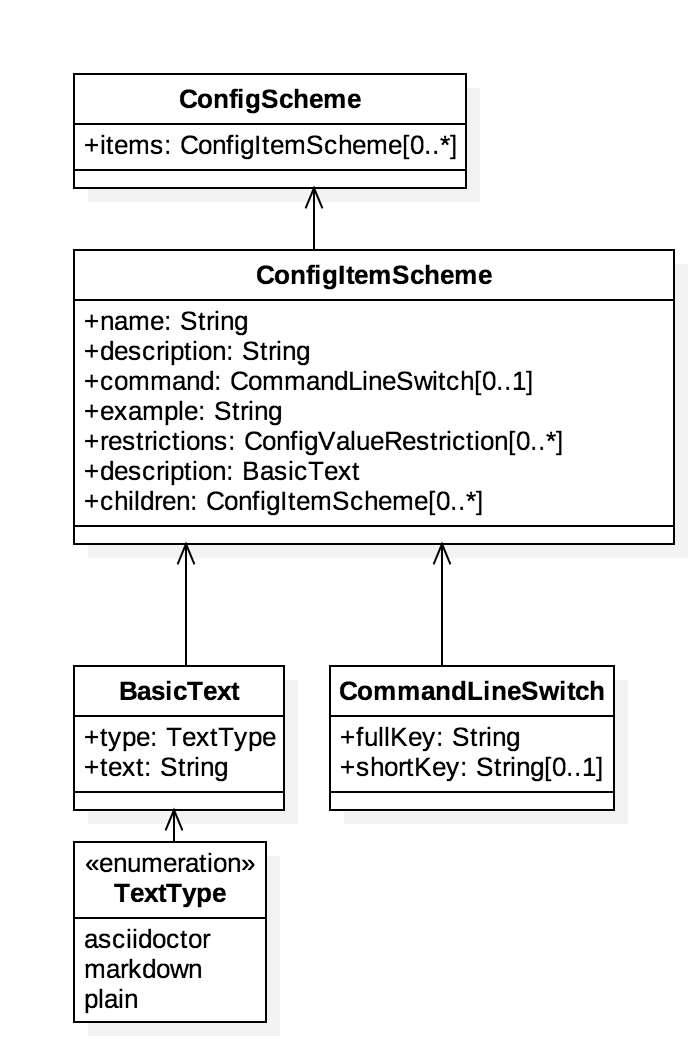 ConfigScheme
+items: ConfigItemScheme[0..*]
ConfigItemScheme
+name: String
+description: String
+command: CommandLineSwitch[0..1]
+example: String
+restrictions: ConfigValueRestriction[0..*]
+description: BasicText
+children: ConfigItemScheme[0..*]
BasicText
+type: TextType
+text: String
CommandLineSwitch
+fullKey: String
+shortKey: String[0..1]
«enumeration»
TextType
asciidoctor
markdown
plain